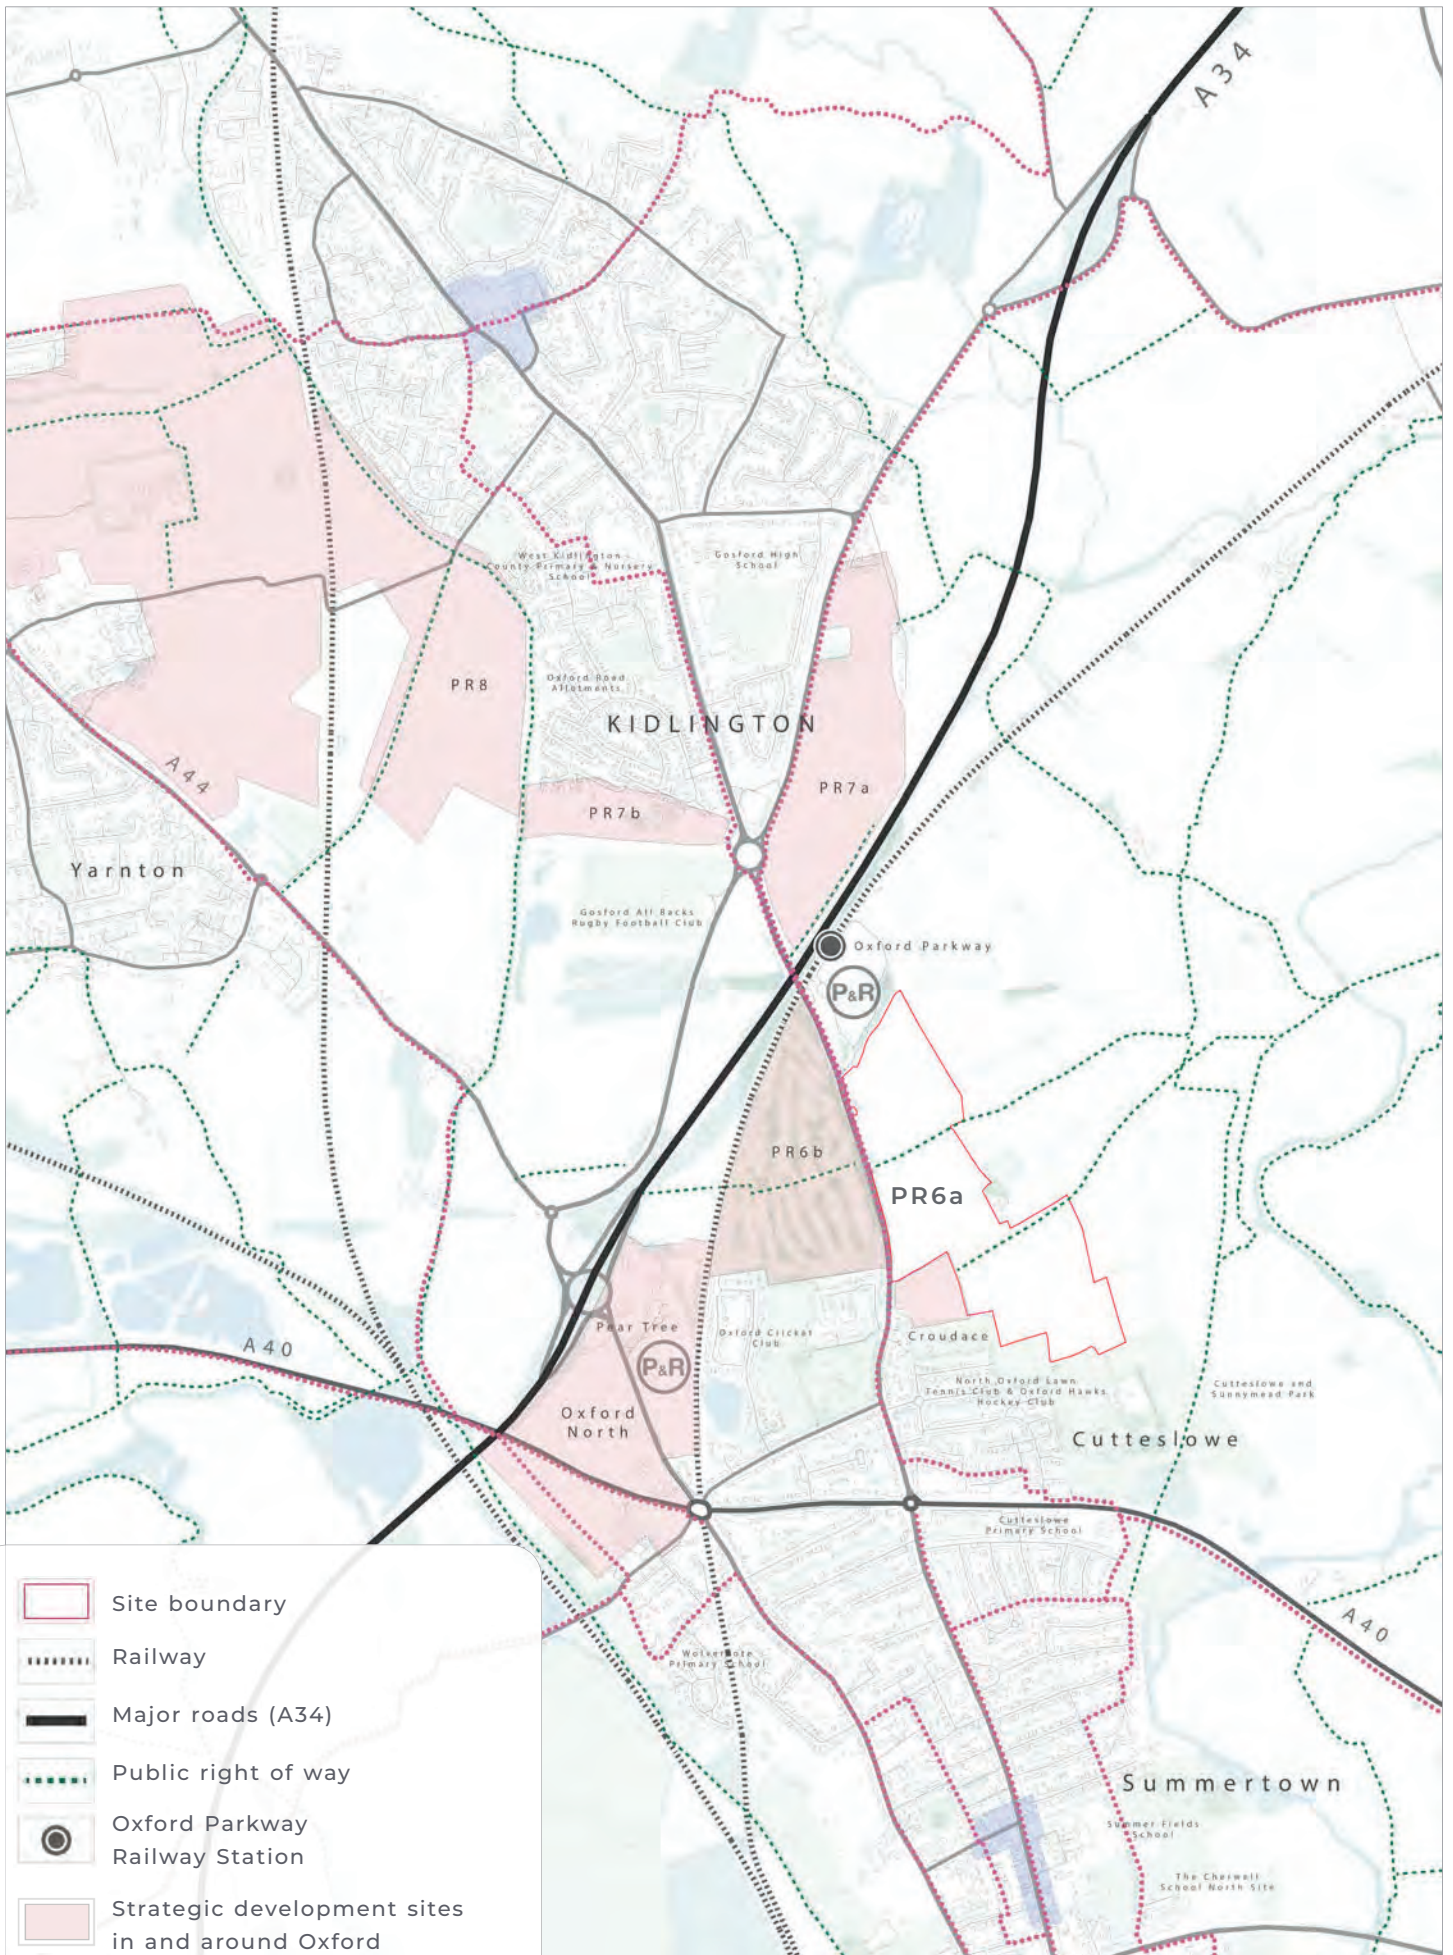 A34
West Kidlington
County Primary & Nursery
School
Gosford High
School
PR8
Oxford Road
Allotments
KIDLINGTON
A44
PR7a
PR7b
Yarnton
Gosford All Backs
Rugby Football Club
Oxford Parkway
P&R
PR6b
PR6a
Pear Tree
Oxford Cricket
Club
Croudace
A40
P&R
North Oxford Lawn
Tennis Club & Oxford Hawks
Hockey Club
Cutteslowe and
Sunnymead Park
Oxford
North
Cutteslowe
Cutteslowe
Primary School
A40
Wolvercote
Primary School
Summertown
Summer Fields
School
The Cherwell
School North Site
Site boundary
Railway
Major roads (A34)
Public right of way
Oxford Parkway
Railway Station
Strategic development sites
in and around Oxford